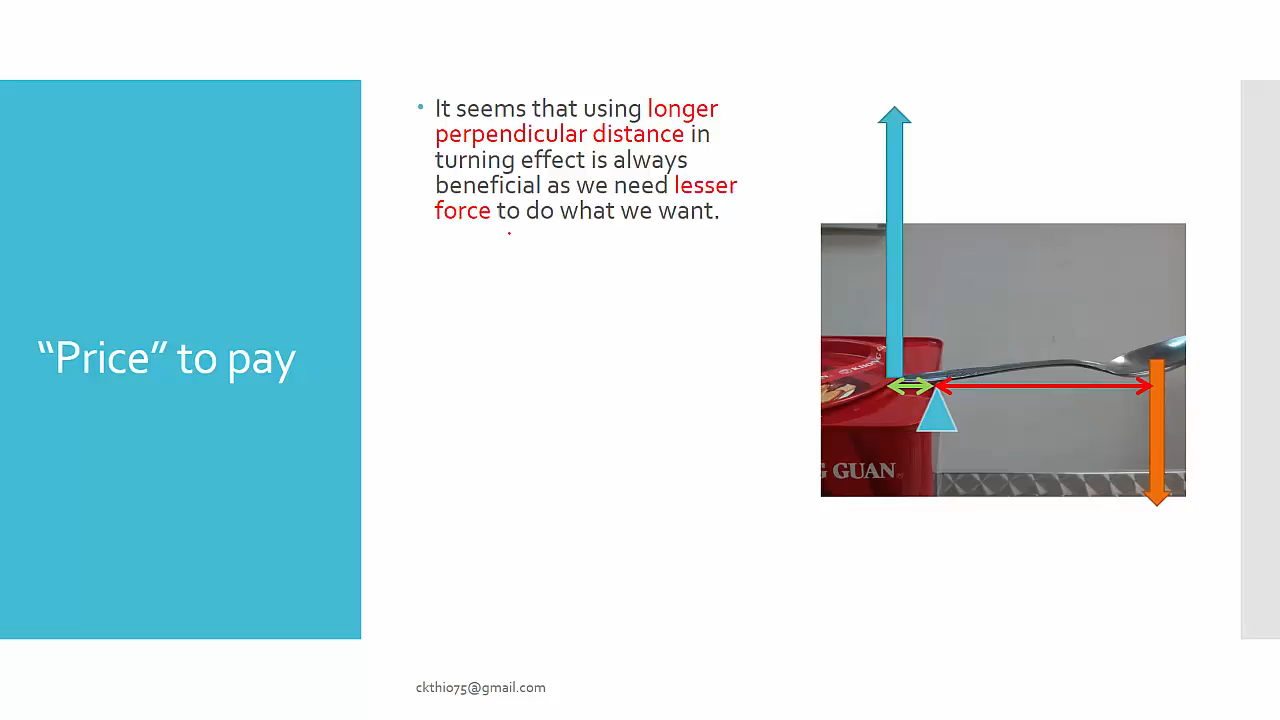 “Price” to pay
• It seems that using longer
perpendicular distance in
turning effect is always
beneficial as we need lesser
force to do what we want.
GUAN
ckthio75@gmail.com